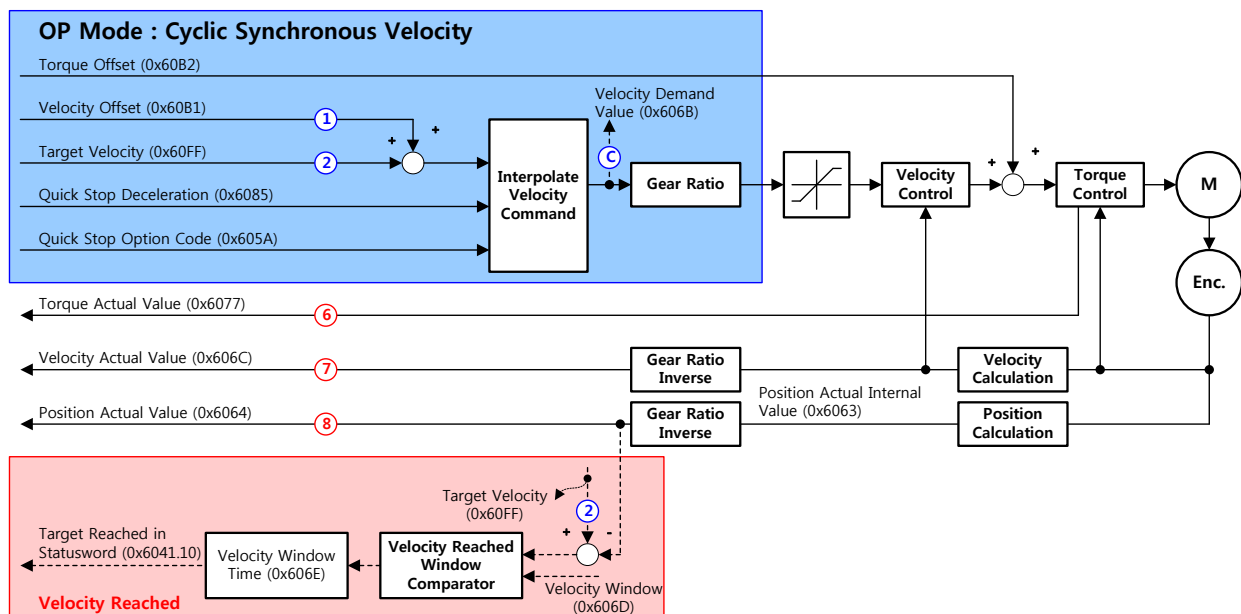 OP Mode : Cyclic Synchronous Velocity
Torque Offset (0x60B2)
Velocity Offset (0x60B1)
1
+
+
Target Velocity (0x60FF)
2
Quick Stop Deceleration (0x6085)
Quick Stop Option Code (0x605A)
Interpolate
Velocity
Command
Velocity Demand
Value (0x606B)
C
Gear Ratio
Velocity
Control
+
+
Torque
Control
M
Enc.
Torque Actual Value (0x6077)
6
Velocity Actual Value (0x606C)
7
Gear Ratio
Inverse
Velocity
Calculation
Position Actual Value (0x6064)
8
Gear Ratio
Inverse
Position Actual Internal
Value (0x6063)
Position
Calculation
Target Velocity
(0x60FF)
2
+
-
Target Reached in
Statusword (0x6041.10)
Velocity Window
Time (0x606E)
Velocity Reached
Window
Comparator
Velocity Window
(0x606D)
Velocity Reached